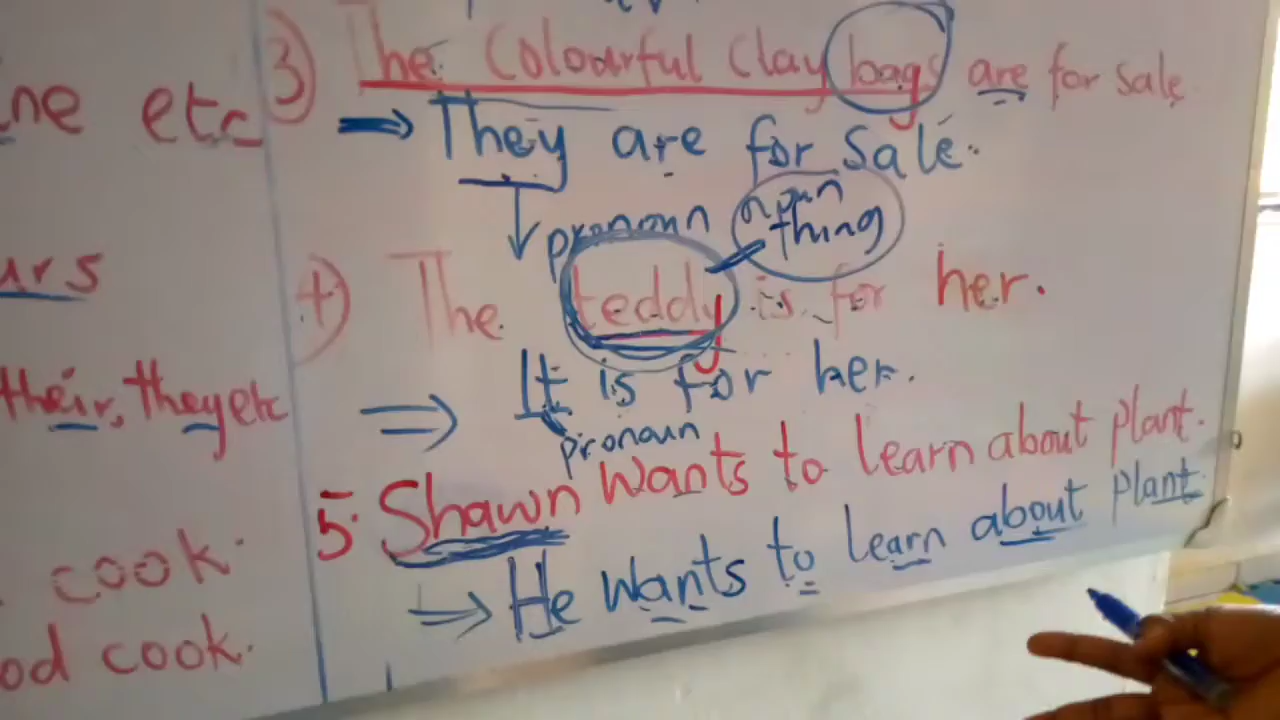 ne etc
urs
their, they etc
cook.
od cook.
3) The Colourful Clay bags are for sale
⇒ They are for sale.
pronoun noun
thing
4) The teddy is for her.
⇒ It is for her.
pronoun
5. Shawn wants to learn about plant.
→ He wants to learn about plant